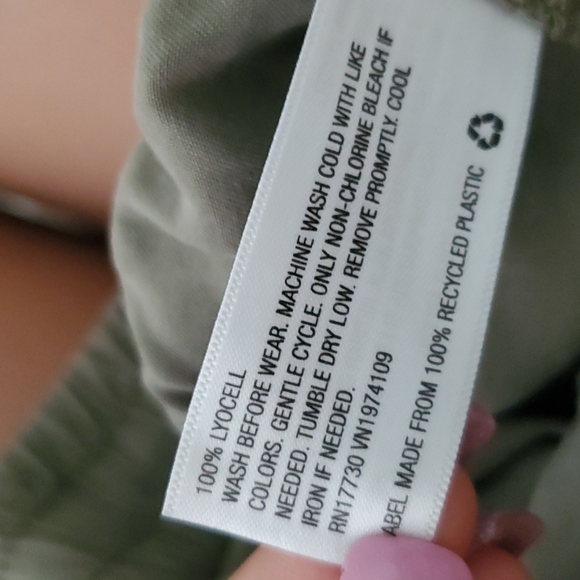 100% LYOCELL
WASH BEFORE WEAR. MACHINE WASH COLD WITH LIKE
COLORS. GENTLE CYCLE. ONLY NON-CHLORINE BLEACH IF
NEEDED. TUMBLE DRY LOW. REMOVE PROMPTLY. COOL
IRON IF NEEDED.
RN17730 VN1974109
ABEL MADE FROM 100% RECYCLED PLASTIC